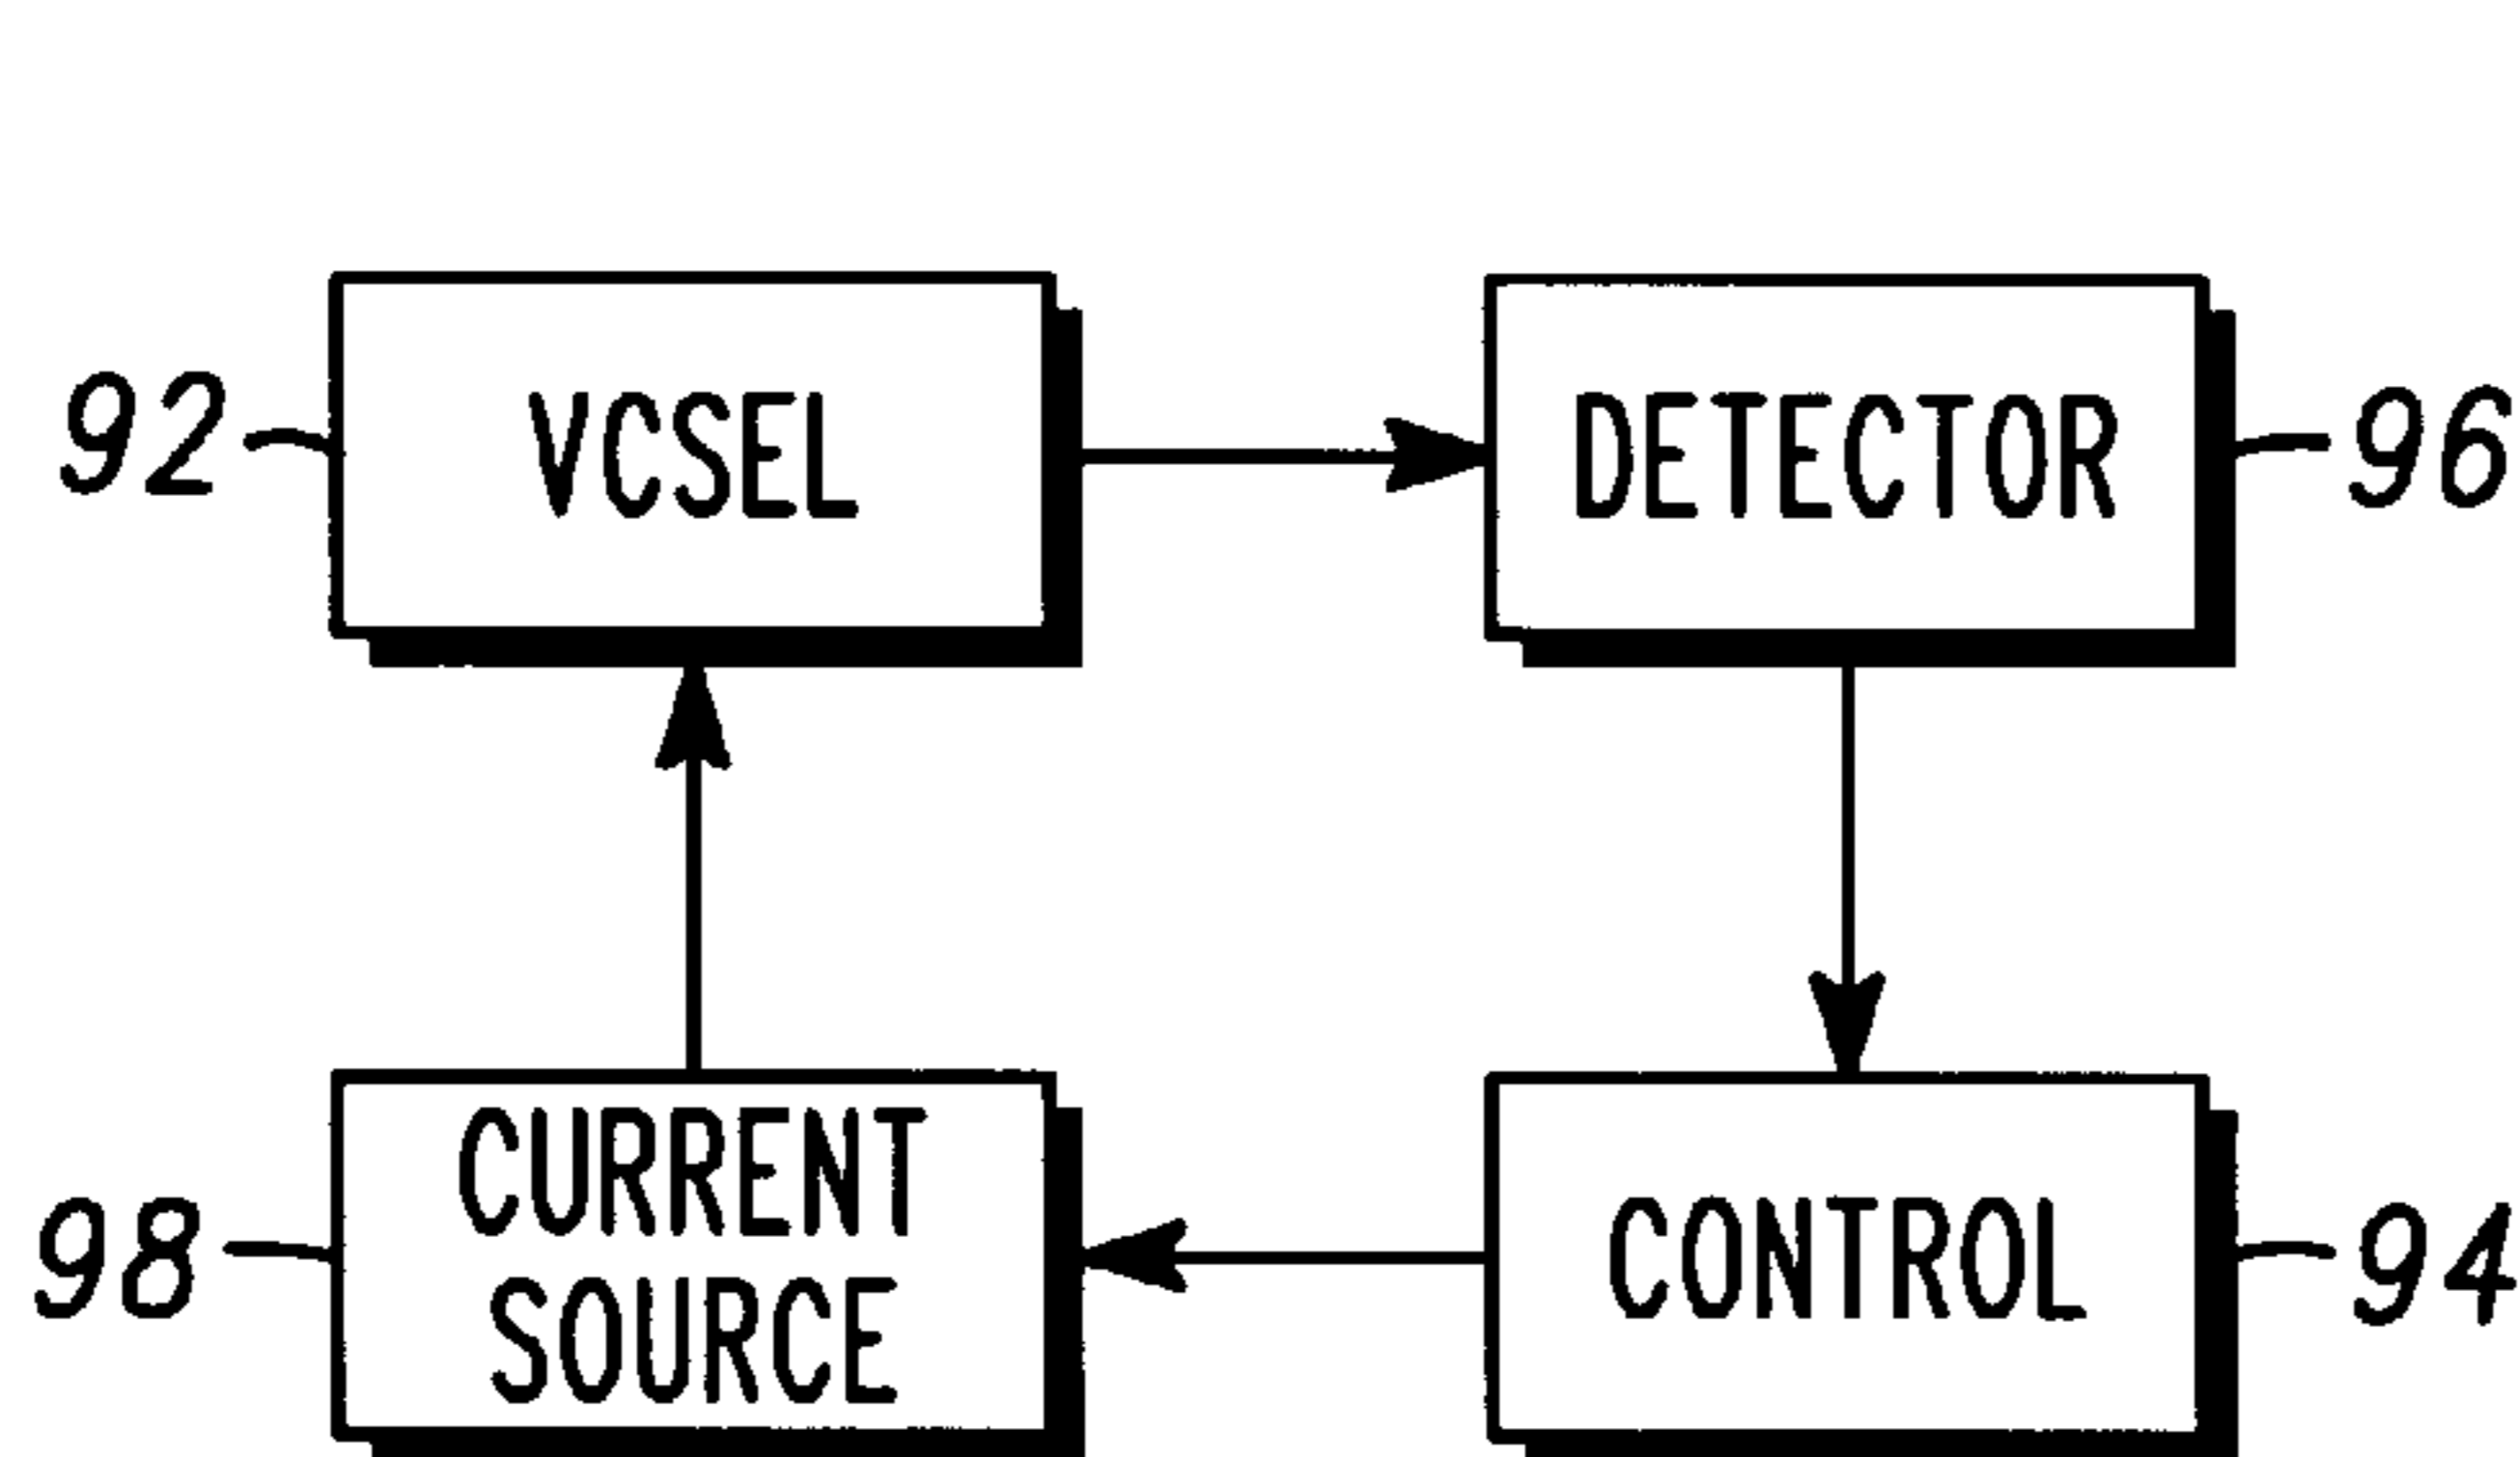 92
VCSEL
DETECTOR
96
98
CURRENT
SOURCE
CONTROL
94